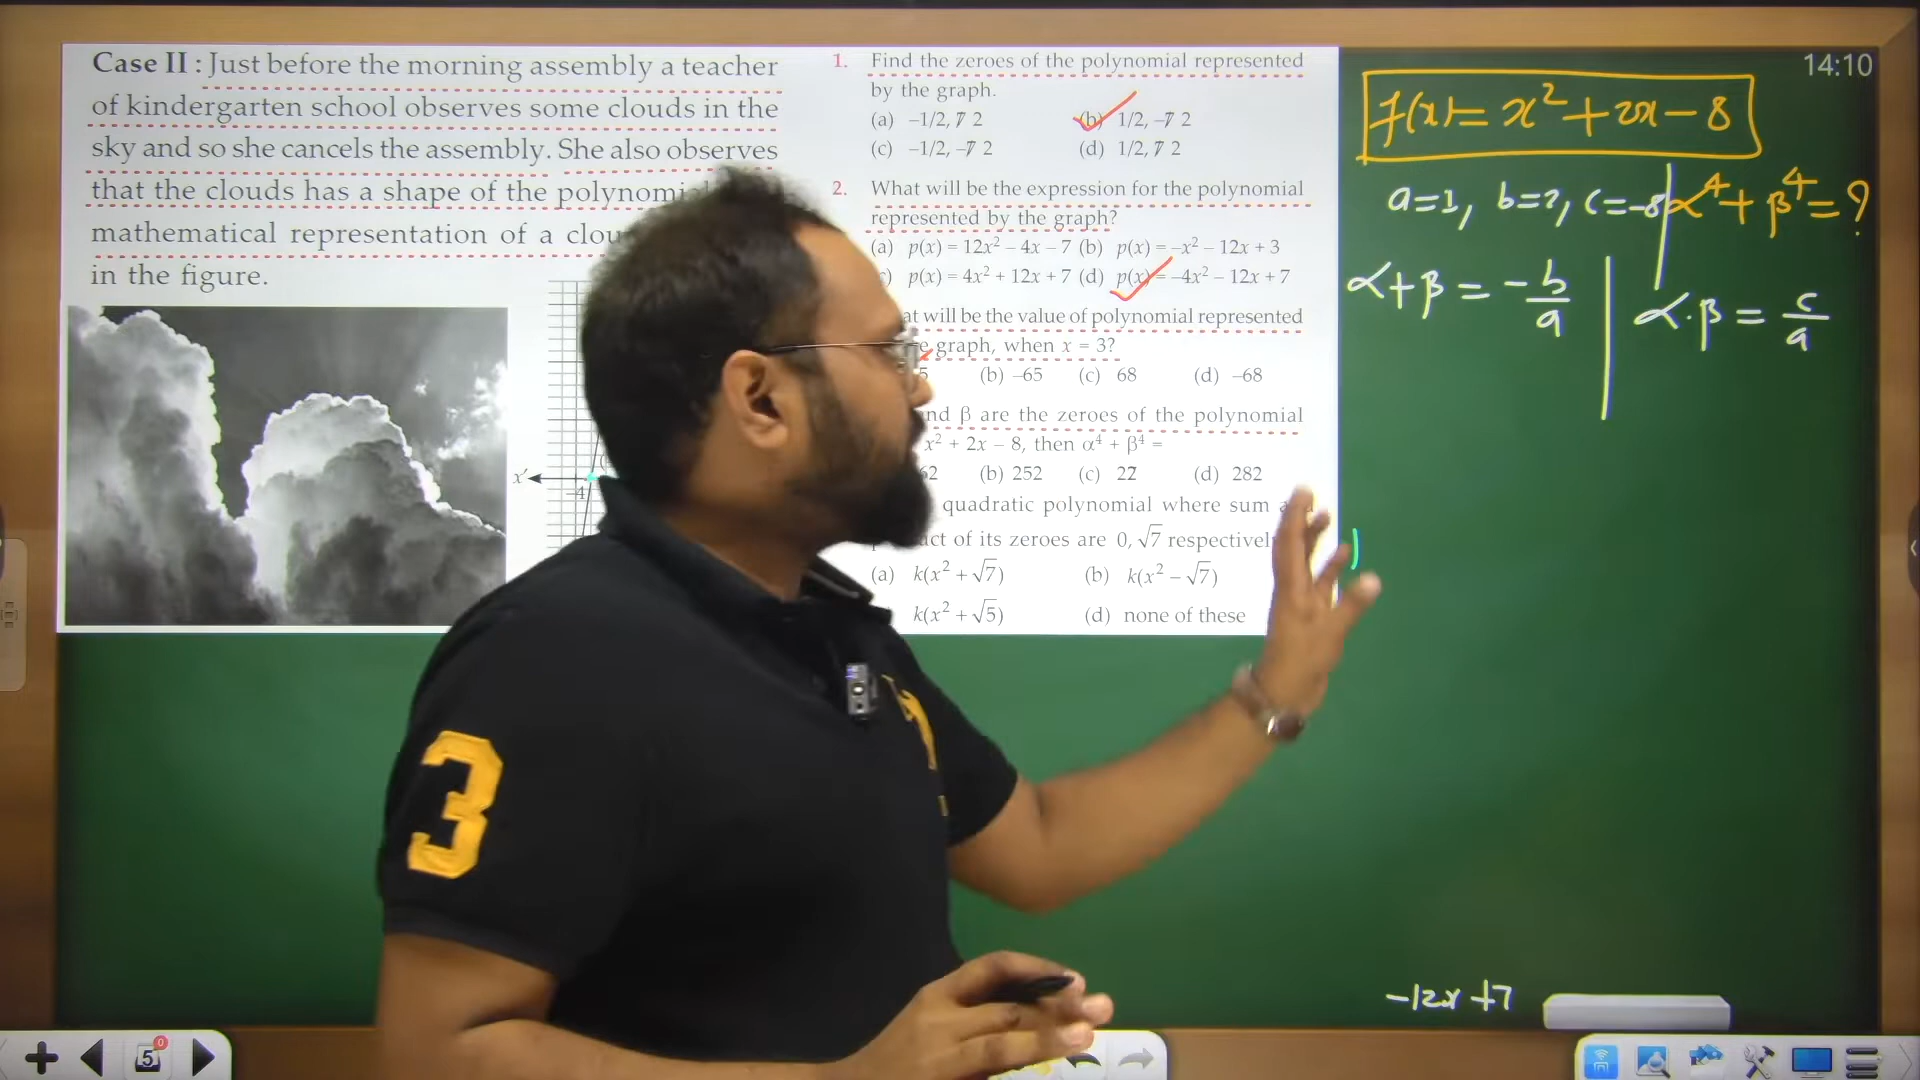 Case II : Just before the morning assembly a teacher
of kindergarten school observes some clouds in the
sky and so she cancels the assembly. She also observes
that the clouds has a shape of the
mathematical representation of a
in the figure.
x′
-4
1. Find the zeroes of the polynomial represented
by the graph.
(a) –1/2, 7 2 (b) 1/2, –7 2
(c) –1/2, –7 2 (d) 1/2, 7 2
2. What will be the expression for the polynomial
represented by the graph?
(a) p(x) = 12x² – 4x – 7 (b) p(x) = –x² – 12x + 3
p(x) = 4x² + 12x + 7 (d) p(x) = –4x² – 12x + 7
will be the value of polynomial represented
graph, when x = 3?
(b) –65 (c) 68 (d) –68
β are the zeroes of the polynomial
x² + 2x – 8, then α⁴ + β⁴ =
(b) 252 (c) 22 (d) 282
quadratic polynomial where sum
of its zeroes are 0, √7
(a) k(x² + √7) (b) k(x² – √7)
k(x² + √5) (d) none of these
14:10
f(x) = x² + 2x – 8
a=1, b=2, c=-8
α⁴ + β⁴ = ?
α+β = -b/a
α·β = c/a
-12x +7
3
5
0